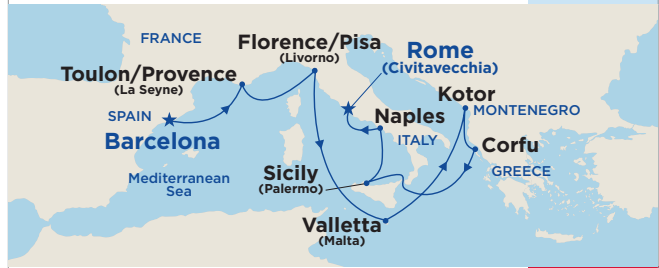 FRANCE
Florence/Pisa
(Livorno)
Rome
(Civitavecchia)
Toulon/Provence
(La Seyne)
Kotor
SPAIN
Naples
MONTENEGRO
Barcelona
ITALY
Corfu
Mediterranean
Sea
Sicily
(Palermo)
GREECE
Valletta
(Malta)